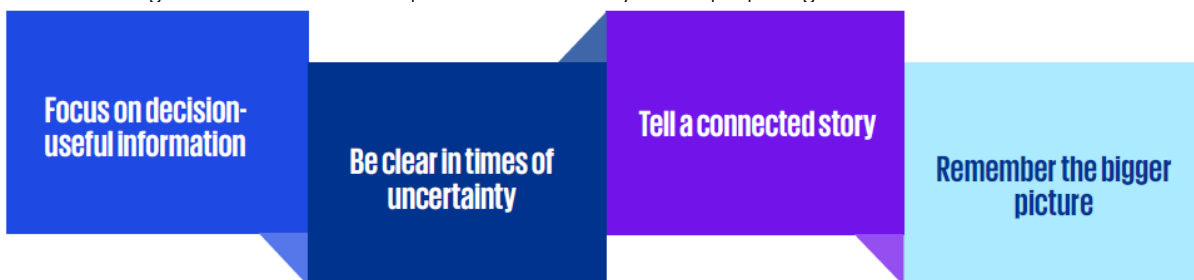 Focus on decision-
useful information
Be clear in times of
uncertainty
Tell a connected story
Remember the bigger
picture